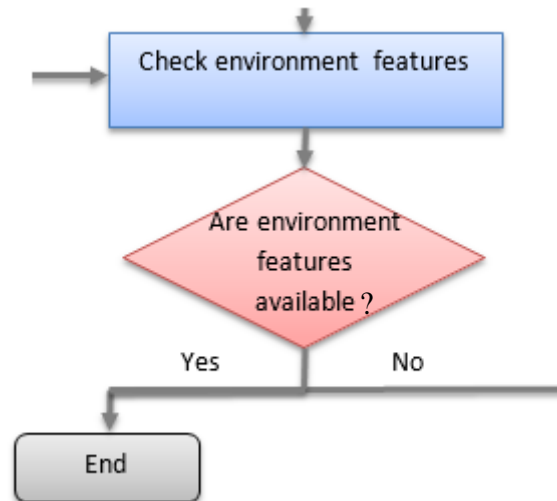 Check environment features
Are environment
features
available?
Yes
No
End